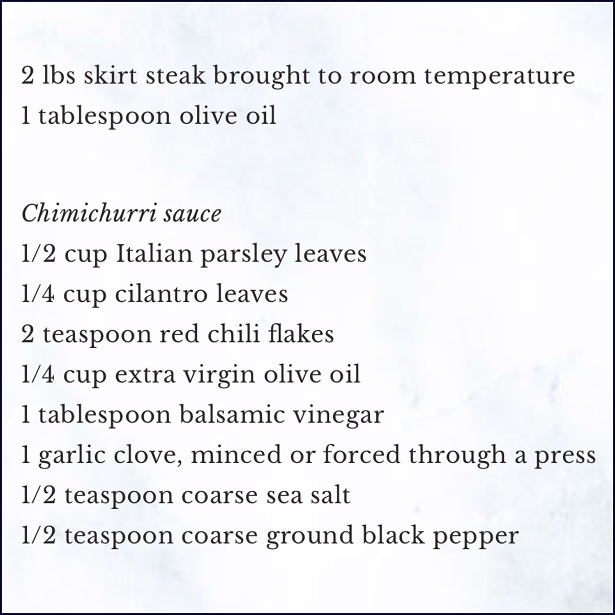 2 lbs skirt steak brought to room temperature
1 tablespoon olive oil
Chimichurri sauce
1/2 cup Italian parsley leaves
1/4 cup cilantro leaves
2 teaspoon red chili flakes
1/4 cup extra virgin olive oil
1 tablespoon balsamic vinegar
1 garlic clove, minced or forced through a press
1/2 teaspoon coarse sea salt
1/2 teaspoon coarse ground black pepper